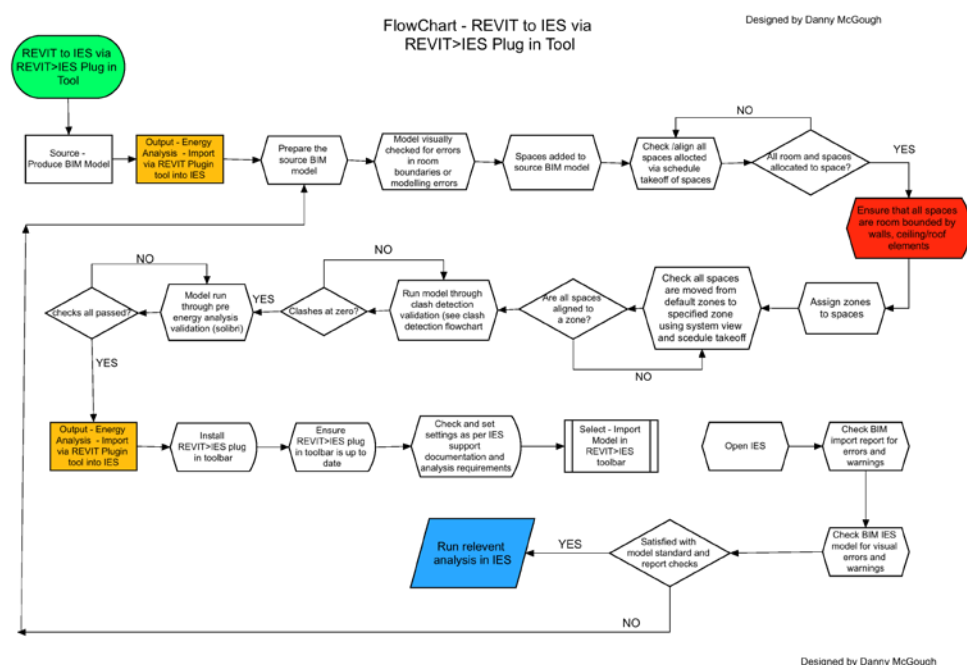 FlowChart - REVIT to IES via
REVIT>IES Plug in Tool
Designed by Danny McGough
REVIT to IES via
REVIT>IES Plug in
Tool
Source -
Produce BIM Model
Output - Energy
Analysis - Import
via REVIT Plugin
tool into IES
Prepare the
source BIM
model
Model visually
checked for errors
in room
boundaries or
modelling errors
Spaces added to
source BIM model
Check /align all
spaces allocted
via schedule
takeoff of spaces
NO
All room and spaces
allocated to space?
YES
Ensure that all spaces
are room bounded by
walls, ceiling/roof
elements
Assign zones
to spaces
Check all spaces
are moved from
default zones to
specified zone
using system view
and scedule takeoff
Are all spaces
aligned to
a zone?
NO
Run model through
clash detection
validation (see clash
detection flowchart
NO
Clashes at zero?
YES
Model run
through pre
energy analysis
validation (solibri)
NO
checks all passed?
YES
Output - Energy
Analysis - Import
via REVIT Plugin
tool into IES
Install
REVIT>IES plug
in toolbar
Ensure
REVIT>IES plug
in toolbar is up to
date
Check and set
settings as per IES
support
documentation and
analysis requirements
Select - Import
Model in
REVIT>IES
toolbar
Open IES
Check BIM
import report for
errors and
warnings
Check BIM IES
model for visual
errors and
warnings
Satisfied with
model standard and
report checks
YES
Run relevent
analysis in IES
NO
Designed by Danny McGough